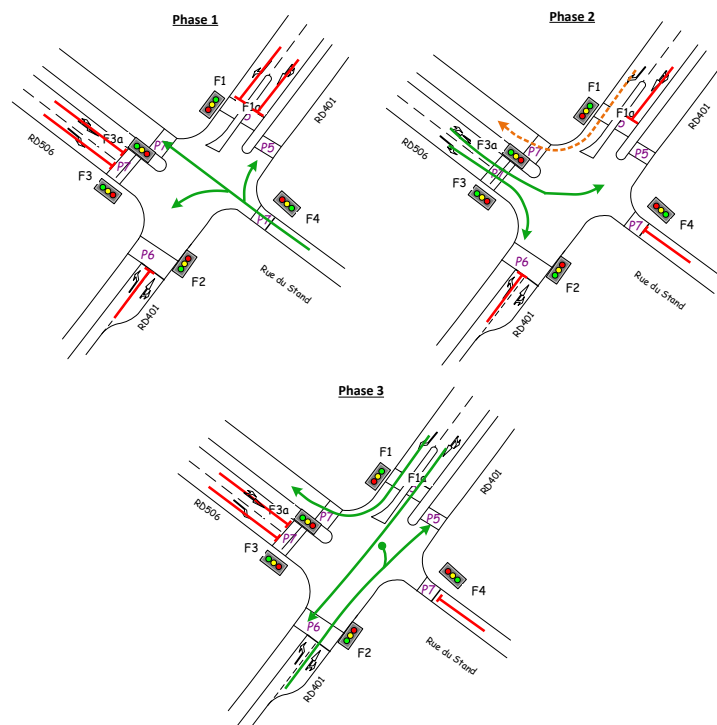 Phase 1
F1
F1a
P5
RD401
F3a
P7
P7
RD506
F3
F4
P7
P6
F2
Rue du Stand
RD401
Phase 2
F1
F1a
P5
RD401
F3a
P7
RD506
F3
F4
P7
P6
F2
Rue du Stand
RD401
Phase 3
F1
F1a
P5
RD401
F3a
P7
P7
RD506
F3
F4
P7
P6
F2
Rue du Stand
RD401